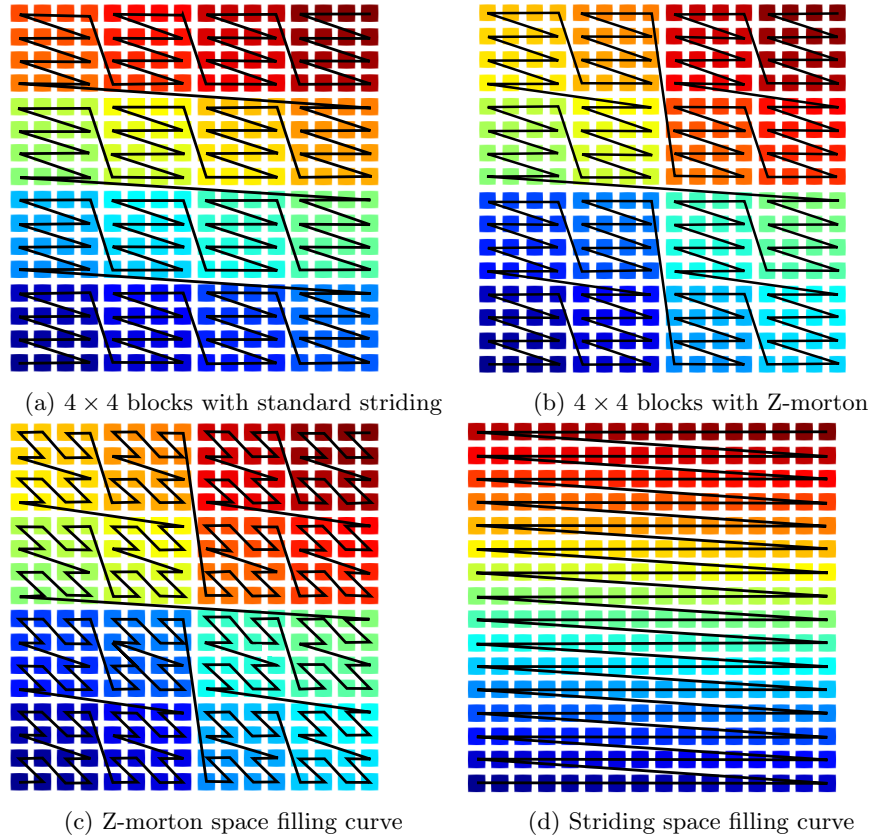 (a) 4 × 4 blocks with standard striding
(b) 4 × 4 blocks with Z-morton
(c) Z-morton space filling curve
(d) Striding space filling curve